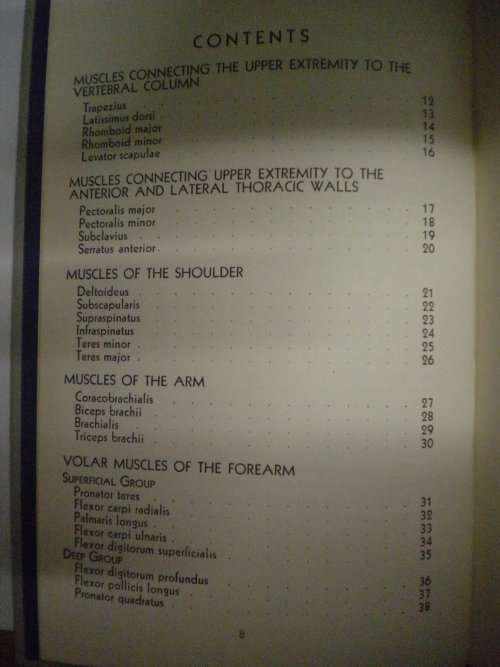 CONTENTS
MUSCLES CONNECTING THE UPPER EXTREMITY TO THE
VERTEBRAL COLUMN
Trapezius 12
Latissimus dorsi 13
Rhomboid major 14
Rhomboid minor 15
Levator scapulae 16
MUSCLES CONNECTING UPPER EXTREMITY TO THE
ANTERIOR AND LATERAL THORACIC WALLS
Pectoralis major 17
Pectoralis minor 18
Subclavius 19
Serratus anterior 20
MUSCLES OF THE SHOULDER
Deltoideus 21
Subscapularis 22
Supraspinatus 23
Infraspinatus 24
Teres minor 25
Teres major 26
MUSCLES OF THE ARM
Coracobrachialis 27
Biceps brachii 28
Brachialis 29
Triceps brachii 30
VOLAR MUSCLES OF THE FOREARM
SUPERFICIAL GROUP
Pronator teres 31
Flexor carpi radialis 32
Palmaris longus 33
Flexor carpi ulnaris 34
Flexor digitorum superficialis 35
DEEP GROUP
Flexor digitorum profundus 36
Flexor pollicis longus 37
Pronator quadratus 38
8